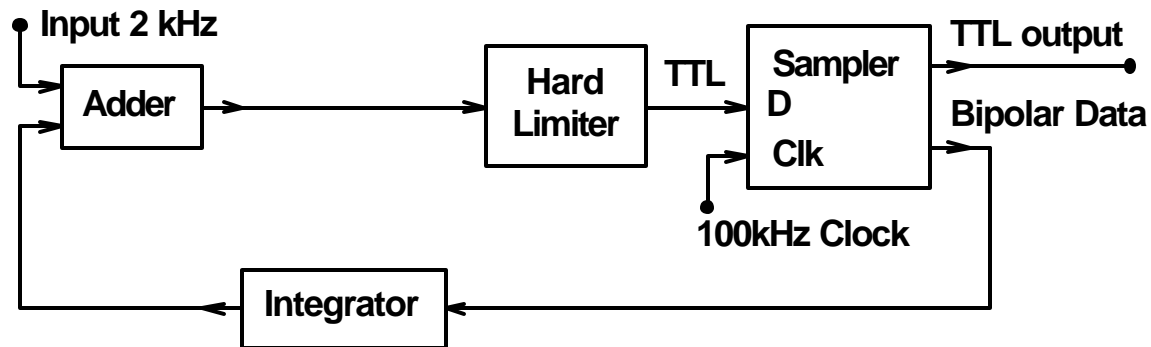 Input 2 kHz
Adder
Hard
Limiter
TTL
Sampler
D
Clk
TTL output
Bipolar Data
100kHz Clock
Integrator